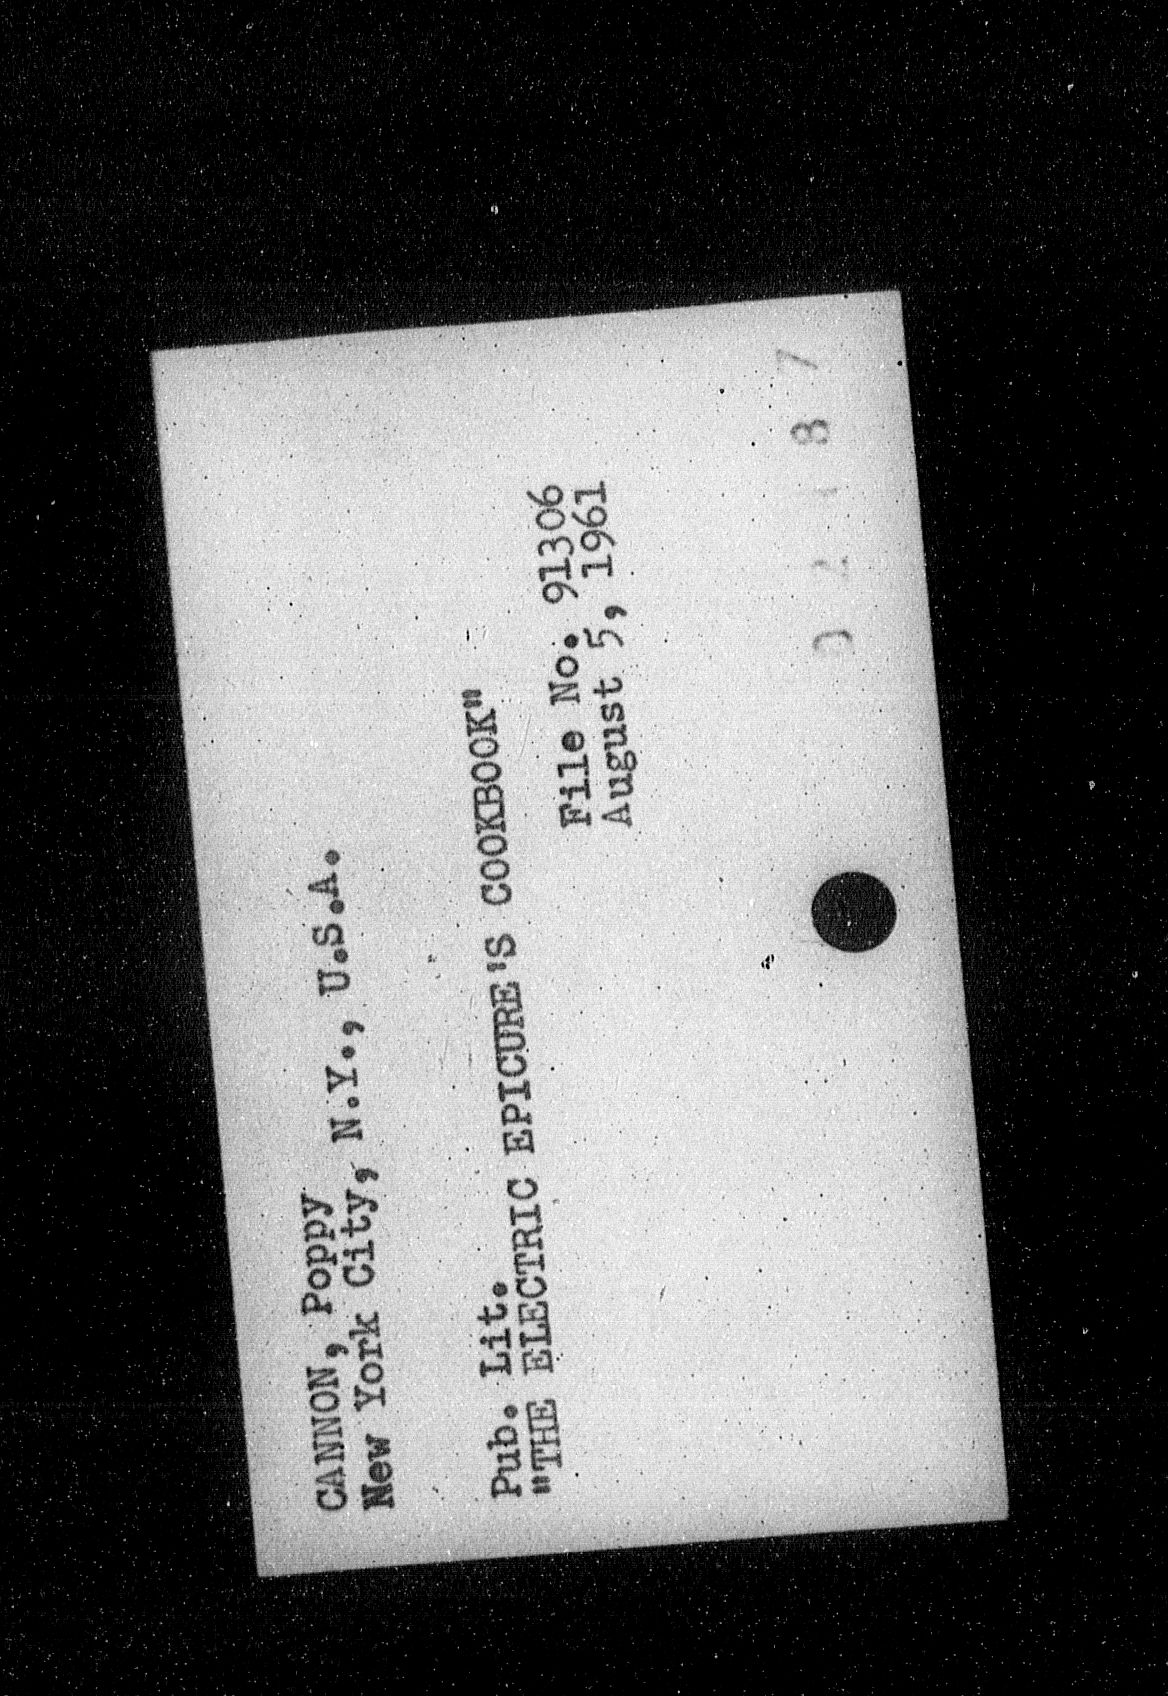 CANNON, Poppy
New York City, N.Y., U.S.A.
Pub. Lit.
"THE ELECTRIC EPICURE'S COOKBOOK"
File No. 91306
August 5, 1961